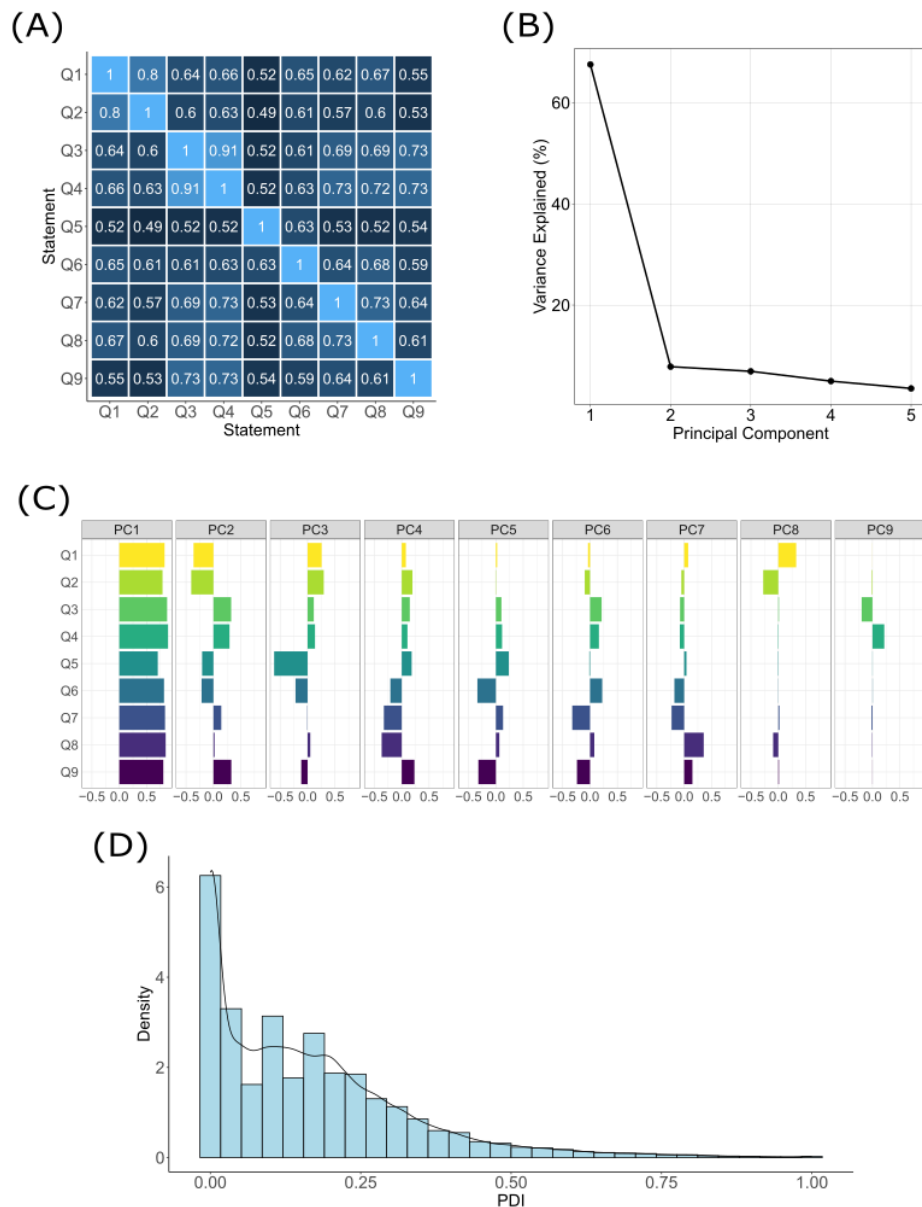 (A)
Q1 1 0.8 0.64 0.66 0.52 0.65 0.62 0.67 0.55
Q2 0.8 1 0.6 0.63 0.49 0.61 0.57 0.6 0.53
Q3 0.64 0.6 1 0.91 0.52 0.61 0.69 0.69 0.73
Q4 0.66 0.63 0.91 1 0.52 0.63 0.73 0.72 0.73
Q5 0.52 0.49 0.52 0.52 1 0.63 0.53 0.52 0.54
Q6 0.65 0.61 0.61 0.63 0.63 1 0.64 0.68 0.59
Q7 0.62 0.57 0.69 0.73 0.53 0.64 1 0.73 0.64
Q8 0.67 0.6 0.69 0.72 0.52 0.68 0.73 1 0.61
Q9 0.55 0.53 0.73 0.73 0.54 0.59 0.64 0.61 1
Statement
Q1 Q2 Q3 Q4 Q5 Q6 Q7 Q8 Q9
Statement
(B)
60
40
20
Variance Explained (%)
1 2 3 4 5
Principal Component
(C)
PC1 PC2 PC3 PC4 PC5 PC6 PC7 PC8 PC9
Q1
Q2
Q3
Q4
Q5
Q6
Q7
Q8
Q9
−0.5 0.0 0.5 −0.5 0.0 0.5 −0.5 0.0 0.5 −0.5 0.0 0.5 −0.5 0.0 0.5 −0.5 0.0 0.5 −0.5 0.0 0.5 −0.5 0.0 0.5 −0.5 0.0 0.5
(D)
6
4
2
0
Density
0.00 0.25 0.50 0.75 1.00
PDI